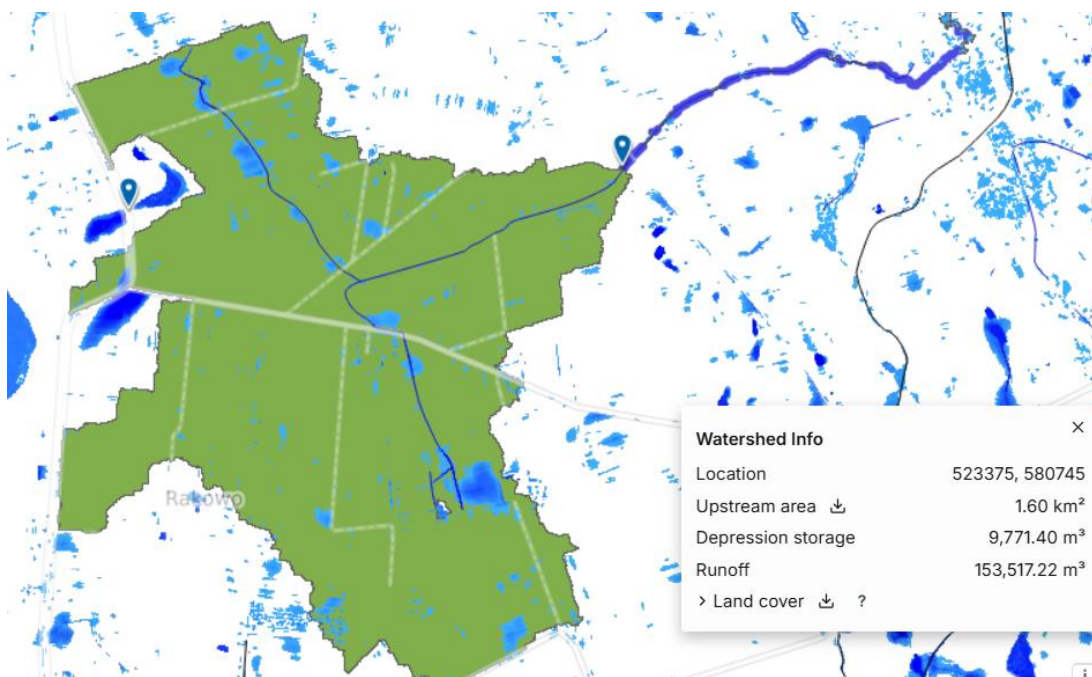 Rakowo
Watershed Info
Location 523375, 580745
Upstream area 1.60 km²
Depression storage 9,771.40 m³
Runoff 153,517.22 m³
Land cover ?